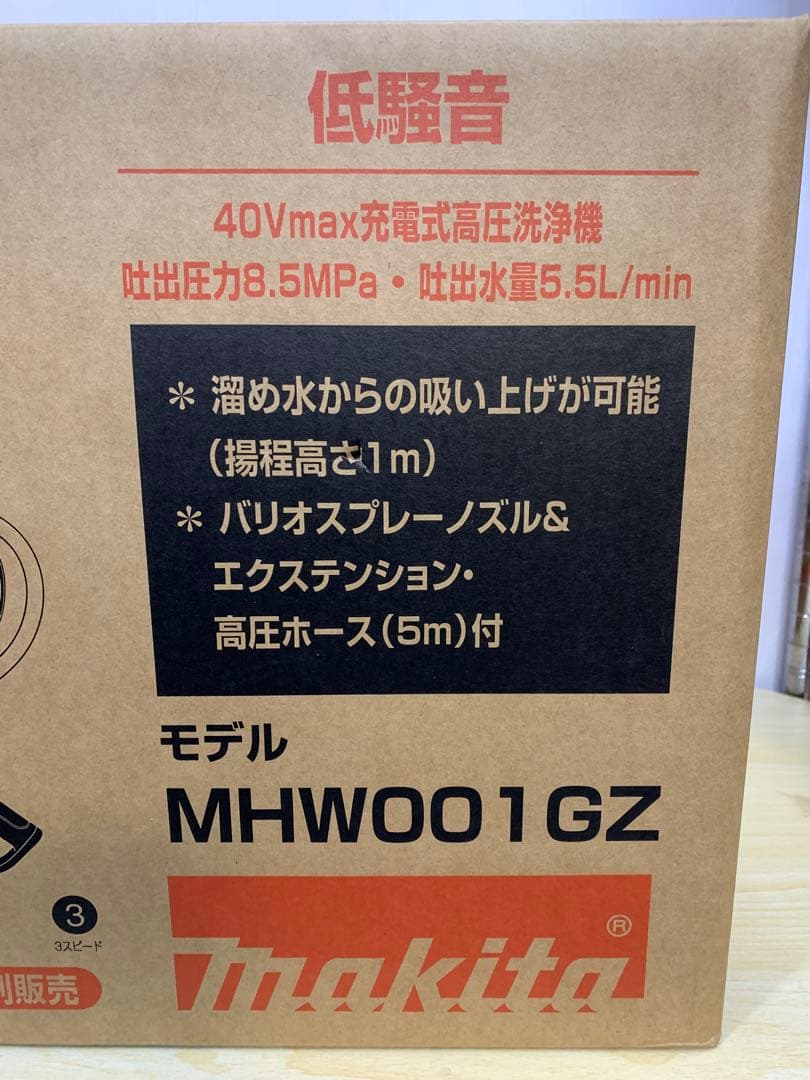 低騒音
40Vmax充電式高圧洗浄機
吐出圧力8.5MPa・吐出水量5.5L/min
＊ 溜め水からの吸い上げが可能
（揚程高さ1m）
＊ バリオスプレーノズル&
エクステンション・
高圧ホース（5m）付
モデル
MHW001GZ
3
3スピード
別販売
makita®